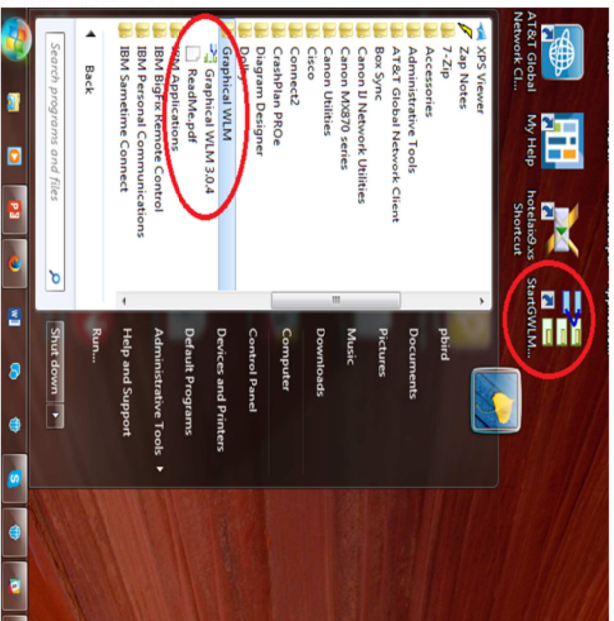 AT&T Global
Network Cl...
My Help
hotelaix9.xs
Shortcut
StartGWLM...
XPS Viewer
Zap Notes
7-Zip
Accessories
Administrative Tools
AT&T Global Network Client
Box Sync
Canon IJ Network Utilities
Canon MX870 series
Canon Utilities
Cisco
Connect2
CrashPlan PROe
Diagram Designer
Dolby
Graphical WLM
Graphical WLM 3.0.4
ReadMe.pdf
IBM Applications
IBM BigFix Remote Control
IBM Personal Communications
IBM Sametime Connect
Back
Search programs and files
pbird
Documents
Pictures
Music
Downloads
Computer
Control Panel
Devices and Printers
Default Programs
Administrative Tools
Help and Support
Run...
Shut down